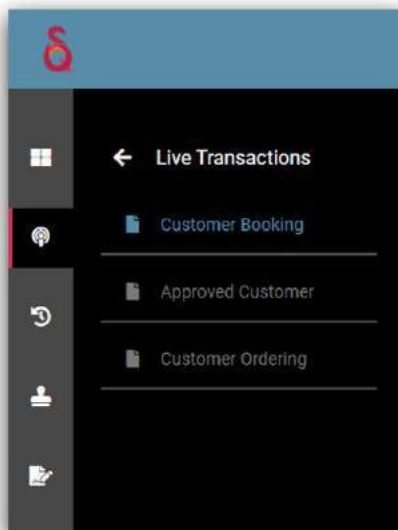 Live Transactions
Customer Booking
Approved Customer
Customer Ordering